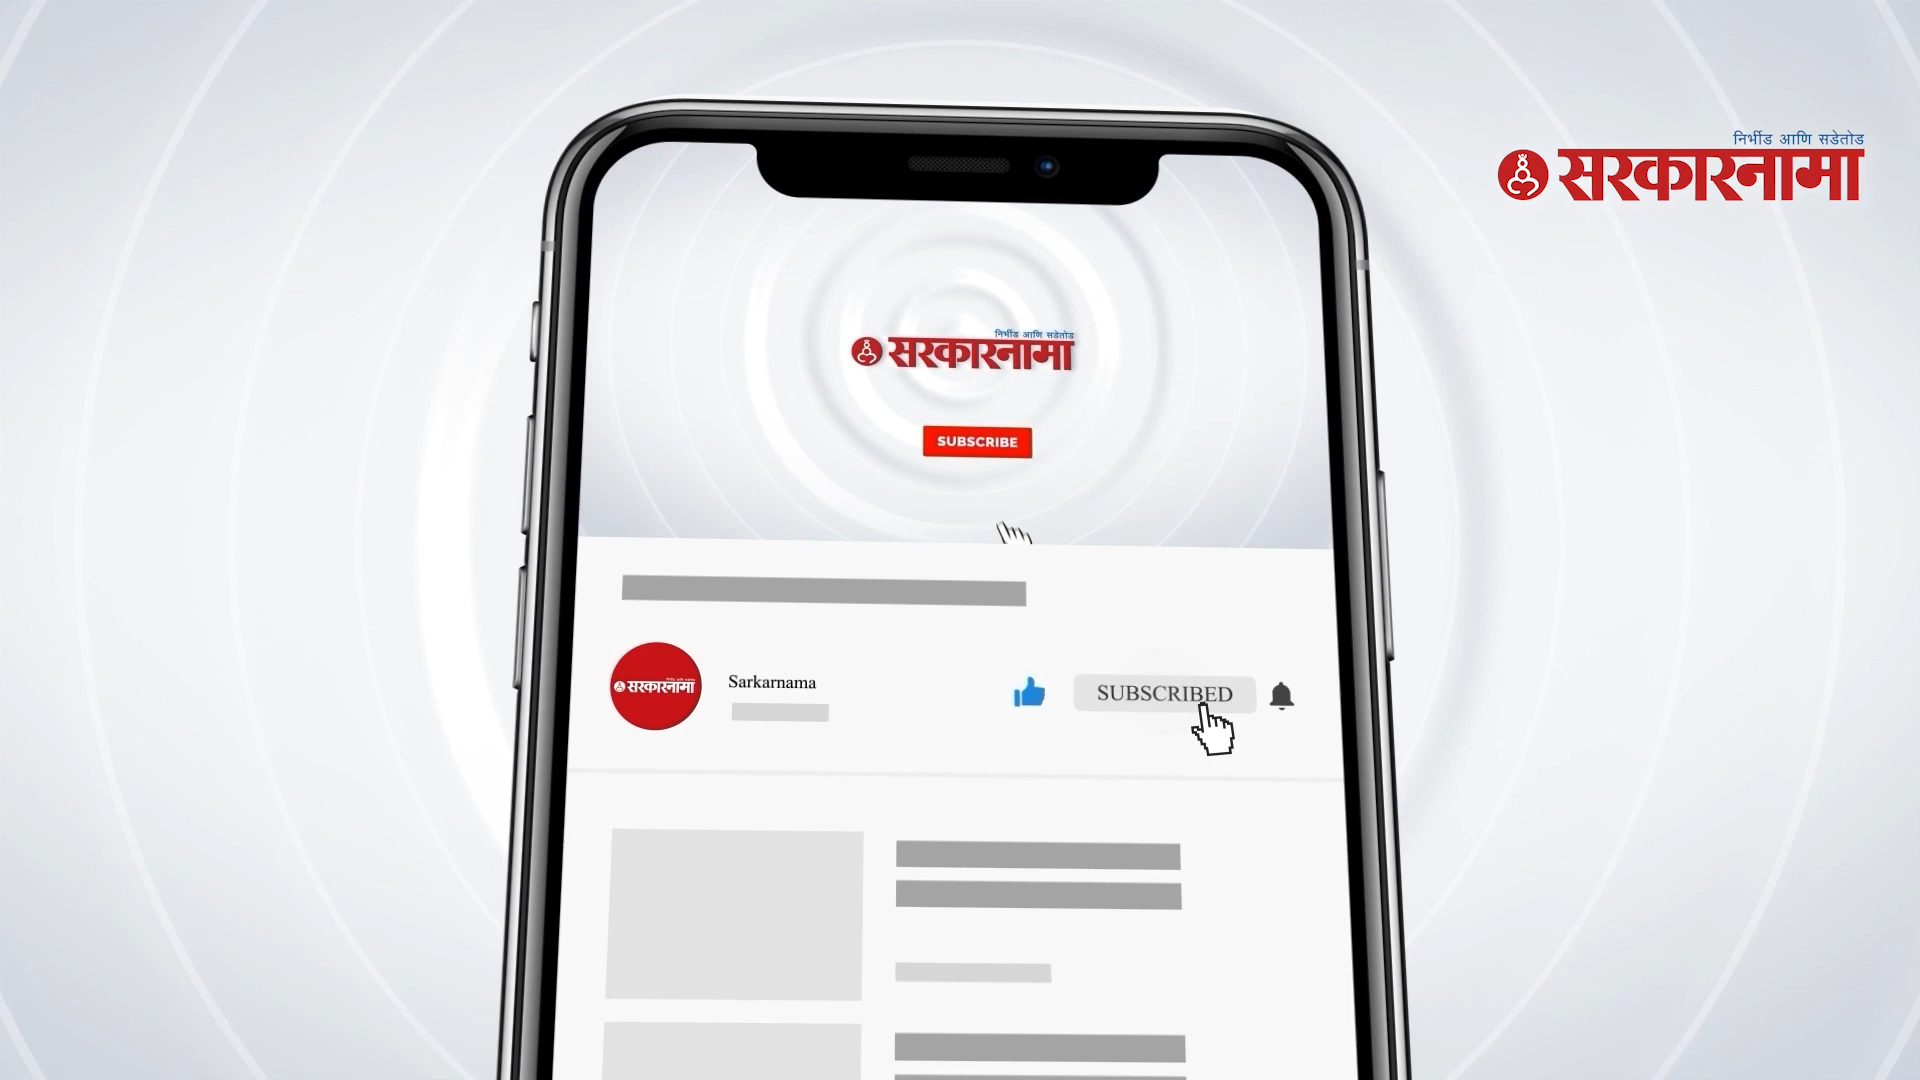 निर्भीड आणि सडेतोड
सरकारनामा
निर्भीड आणि सडेतोड
सरकारनामा
SUBSCRIBE
सरकारनामा
Sarkarnama
SUBSCRIBED